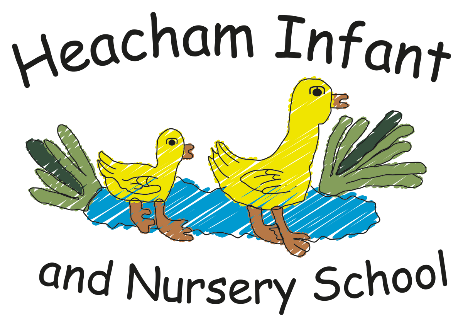 Heacham Infant
and Nursery School